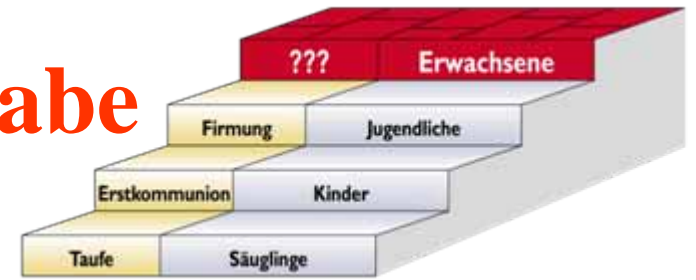 ??? Erwachsene
abe
Firmung Jugendliche
Erstkommunion Kinder
Taufe Säuglinge